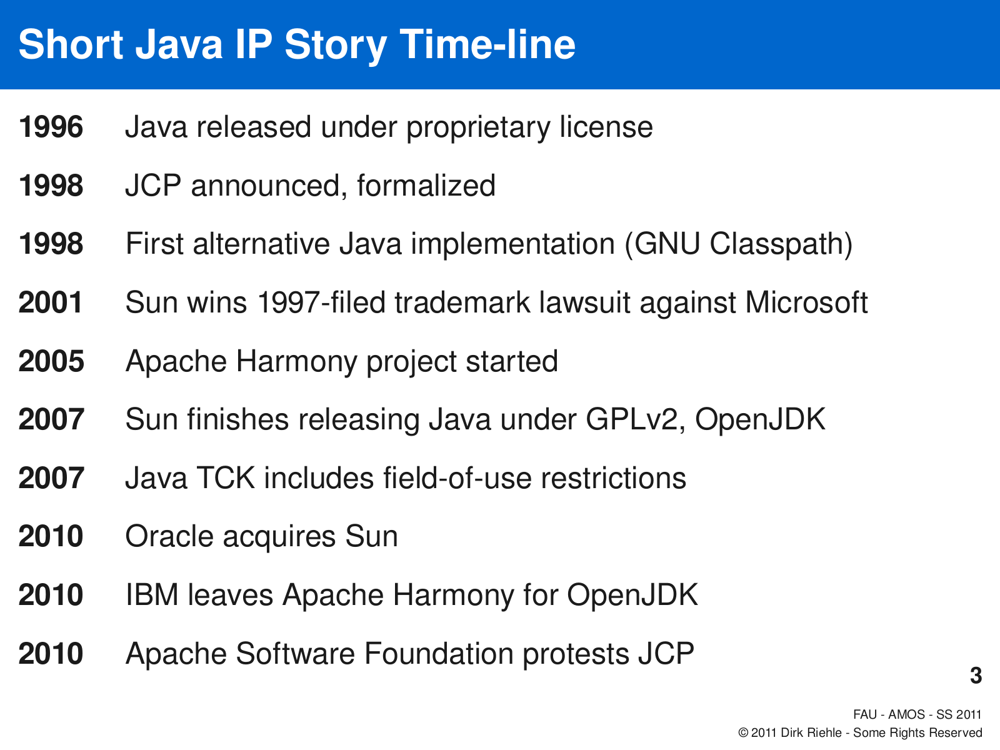 Short Java IP Story Time-line
1996 Java released under proprietary license
1998 JCP announced, formalized
1998 First alternative Java implementation (GNU Classpath)
2001 Sun wins 1997-filed trademark lawsuit against Microsoft
2005 Apache Harmony project started
2007 Sun finishes releasing Java under GPLv2, OpenJDK
2007 Java TCK includes field-of-use restrictions
2010 Oracle acquires Sun
2010 IBM leaves Apache Harmony for OpenJDK
2010 Apache Software Foundation protests JCP
3
FAU - AMOS - SS 2011
© 2011 Dirk Riehle - Some Rights Reserved